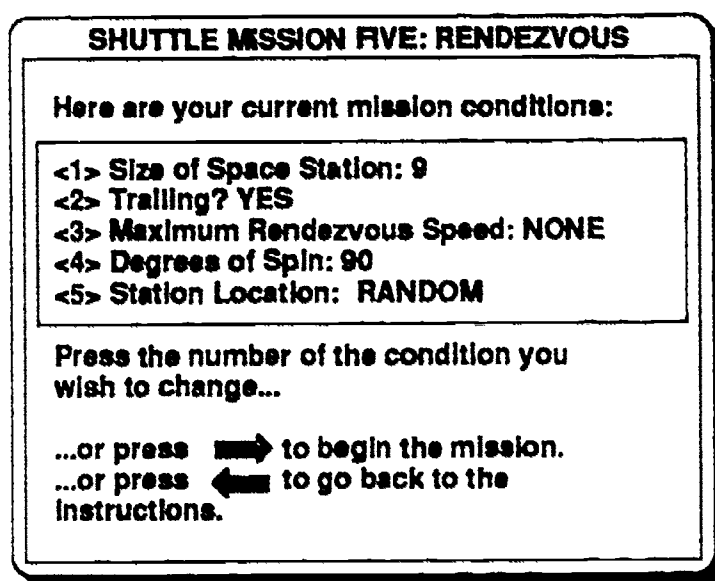 SHUTTLE MISSION FIVE: RENDEZVOUS
Here are your current mission conditions:
<1> Size of Space Station: 9
<2> Trailing? YES
<3> Maximum Rendezvous Speed: NONE
<4> Degrees of Spin: 90
<5> Station Location: RANDOM
Press the number of the condition you
wish to change...
...or press → to begin the mission.
...or press ← to go back to the
instructions.